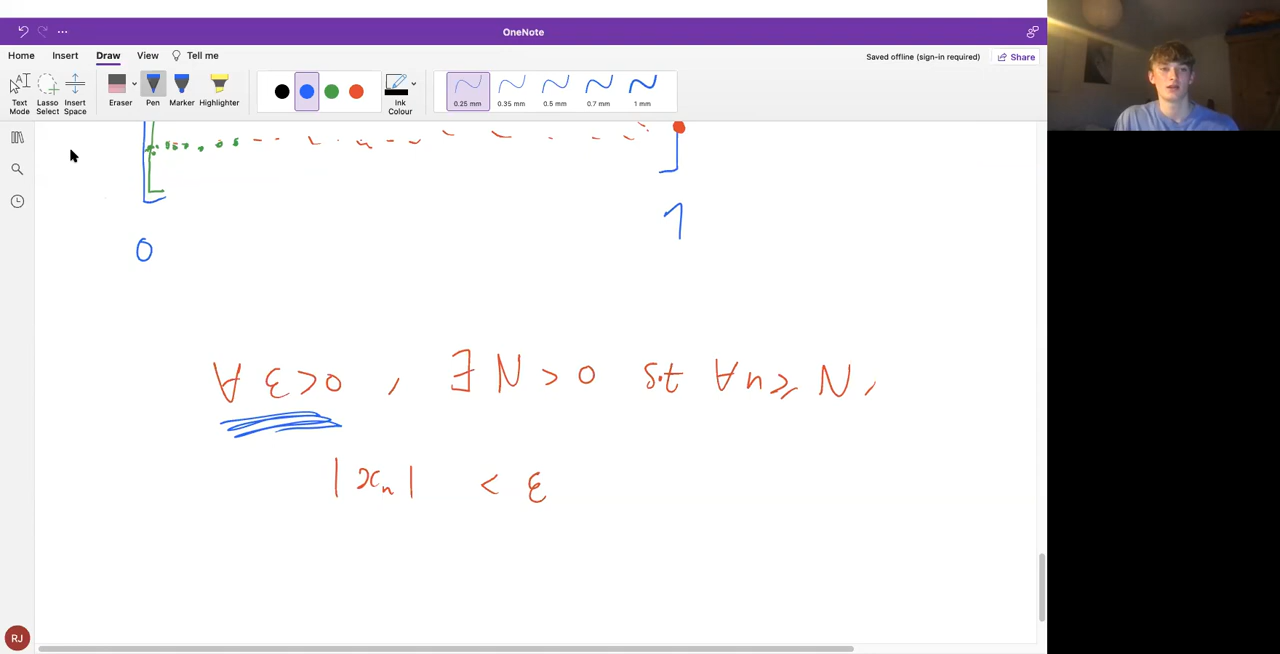 OneNote
Home Insert Draw View Tell me
Saved offline (sign-in required) Share
Text Mode Lasso Select Insert Space Eraser Pen Marker Highlighter Ink Colour 0.25 mm 0.35 mm 0.5 mm 0.7 mm 1 mm
0 1
∀ ε>0 , ∃ N > 0 s.t ∀n ≥ N ,
|xₙ| < ε
RJ